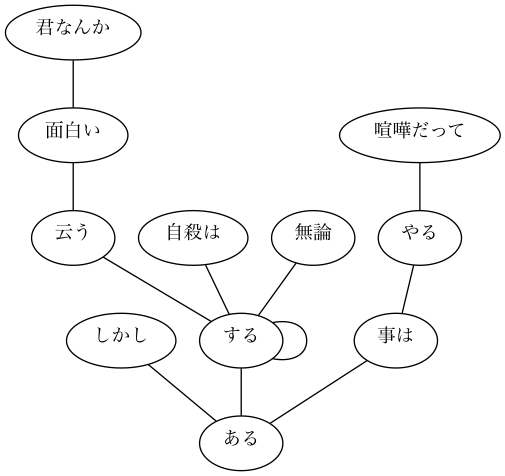 君なんか
面白い
喧嘩だって
云う
自殺は
無論
やる
しかし
する
事は
ある